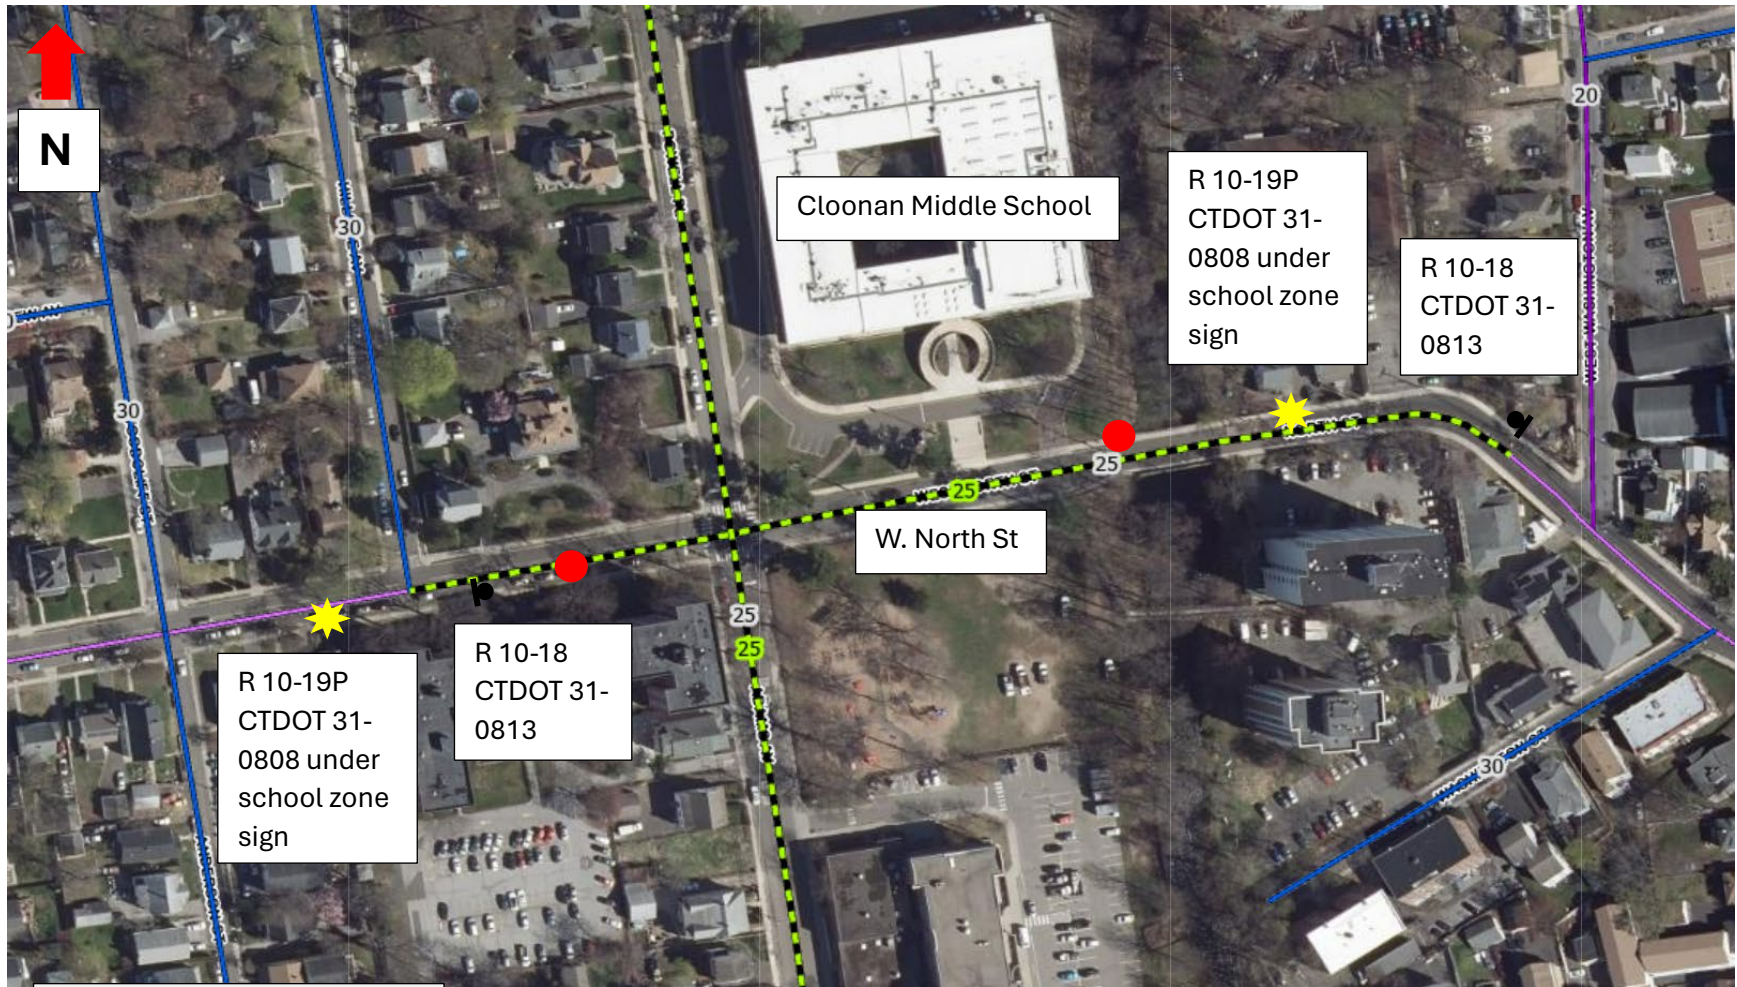 N
Cloonan Middle School
R 10-19P
CTDOT 31-
0808 under
school zone
sign
R 10-18
CTDOT 31-
0813
20
30
30
25
25
W. North St
25
25
R 10-19P
CTDOT 31-
0808 under
school zone
sign
R 10-18
CTDOT 31-
0813
30